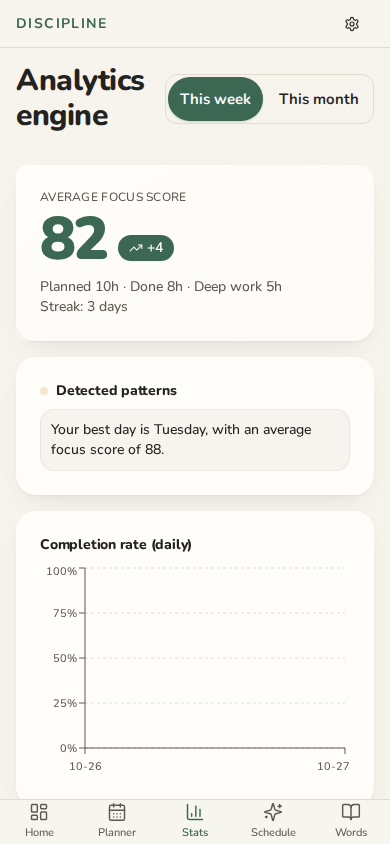 DISCIPLINE
Analytics
engine
This week
This month
AVERAGE FOCUS SCORE
82
+4
Planned 10h · Done 8h · Deep work 5h
Streak: 3 days
Detected patterns
Your best day is Tuesday, with an average
focus score of 88.
Completion rate (daily)
100%
75%
50%
25%
0%
10-26
10-27
Home
Planner
Stats
Schedule
Words